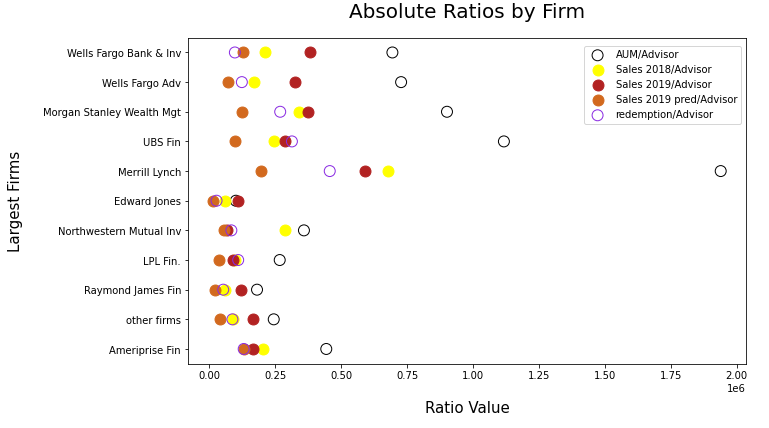 Absolute Ratios by Firm
Largest Firms
Wells Fargo Bank & Inv
Wells Fargo Adv
Morgan Stanley Wealth Mgt
UBS Fin
Merrill Lynch
Edward Jones
Northwestern Mutual Inv
LPL Fin.
Raymond James Fin
other firms
Ameriprise Fin
AUM/Advisor
Sales 2018/Advisor
Sales 2019/Advisor
Sales 2019 pred/Advisor
redemption/Advisor
0.00 0.25 0.50 0.75 1.00 1.25 1.50 1.75 2.00
1e6
Ratio Value